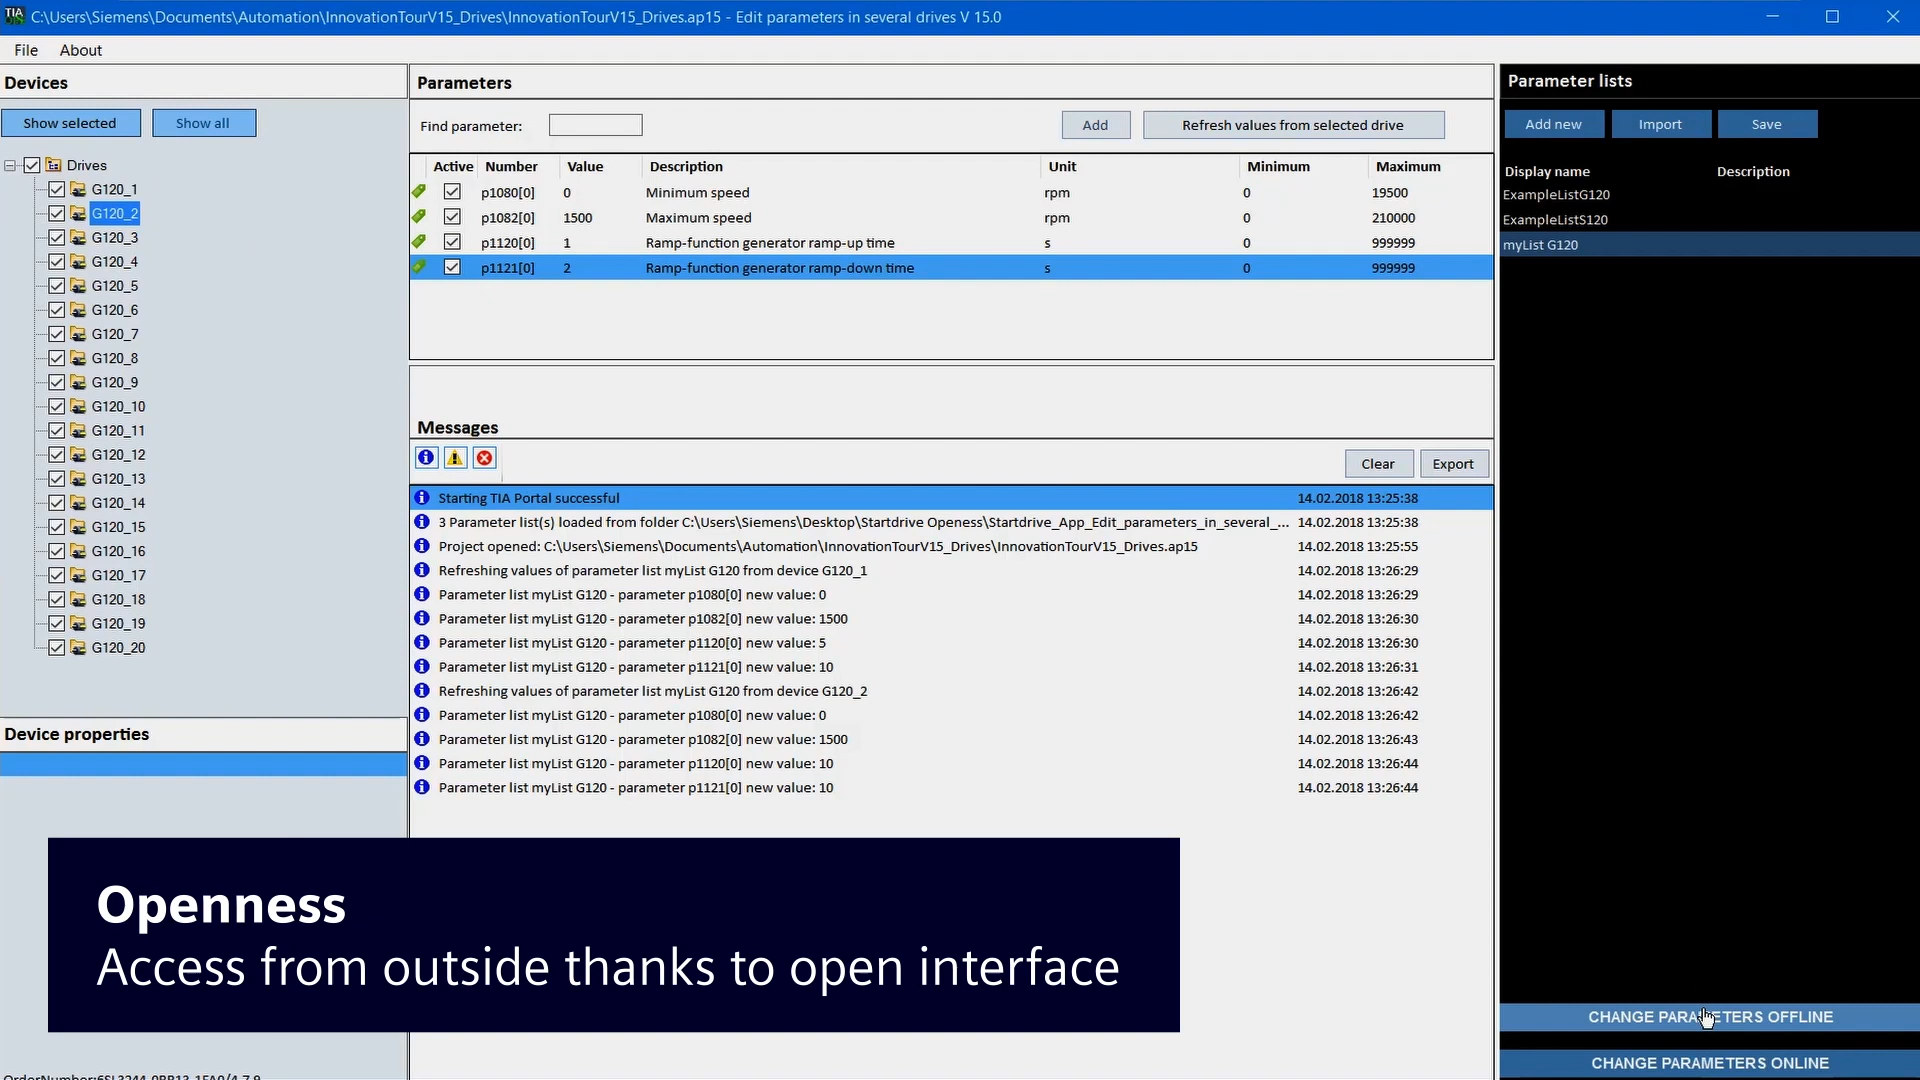 TIA C:\Users\Siemens\Documents\Automation\InnovationTourV15_Drives\InnovationTourV15_Drives.ap15 - Edit parameters in several drives V 15.0
File About
Devices
Show selected Show all
Drives
G120_1
G120_2
G120_3
G120_4
G120_5
G120_6
G120_7
G120_8
G120_9
G120_10
G120_11
G120_12
G120_13
G120_14
G120_15
G120_16
G120_17
G120_18
G120_19
G120_20
Device properties
Parameters
Find parameter: Add Refresh values from selected drive
Active Number Value Description Unit Minimum Maximum
p1080[0] 0 Minimum speed rpm 0 19500
p1082[0] 1500 Maximum speed rpm 0 210000
p1120[0] 1 Ramp-function generator ramp-up time s 0 999999
p1121[0] 2 Ramp-function generator ramp-down time s 0 999999
Messages
Clear Export
Starting TIA Portal successful 14.02.2018 13:25:38
3 Parameter list(s) loaded from folder C:\Users\Siemens\Desktop\Startdrive Openess\Startdrive_App_Edit_parameters_in_several_... 14.02.2018 13:25:38
Project opened: C:\Users\Siemens\Documents\Automation\InnovationTourV15_Drives\InnovationTourV15_Drives.ap15 14.02.2018 13:25:55
Refreshing values of parameter list myList G120 from device G120_1 14.02.2018 13:26:29
Parameter list myList G120 - parameter p1080[0] new value: 0 14.02.2018 13:26:29
Parameter list myList G120 - parameter p1082[0] new value: 1500 14.02.2018 13:26:30
Parameter list myList G120 - parameter p1120[0] new value: 5 14.02.2018 13:26:30
Parameter list myList G120 - parameter p1121[0] new value: 10 14.02.2018 13:26:31
Refreshing values of parameter list myList G120 from device G120_2 14.02.2018 13:26:42
Parameter list myList G120 - parameter p1080[0] new value: 0 14.02.2018 13:26:42
Parameter list myList G120 - parameter p1082[0] new value: 1500 14.02.2018 13:26:43
Parameter list myList G120 - parameter p1120[0] new value: 10 14.02.2018 13:26:44
Parameter list myList G120 - parameter p1121[0] new value: 10 14.02.2018 13:26:44
Parameter lists
Add new Import Save
Display name Description
ExampleListG120
ExampleListS120
myList G120
CHANGE PARAMETERS OFFLINE
CHANGE PARAMETERS ONLINE
Openness
Access from outside thanks to open interface